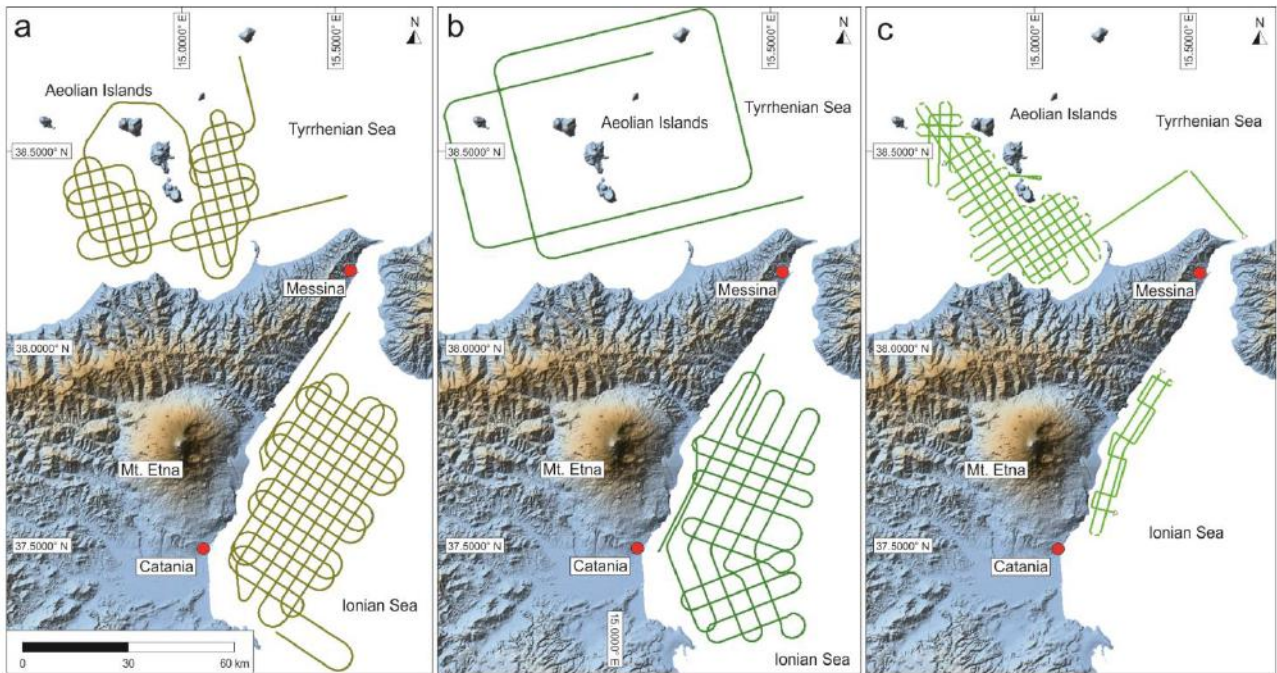 a
15.0000° E
15.5000° E
N
Aeolian Islands
Tyrrhenian Sea
38.5000° N
Messina
38.0000° N
Mt. Etna
37.5000° N
Catania
Ionian Sea
0 30 60 km
b
15.5000° E
N
Aeolian Islands
Tyrrhenian Sea
38.5000° N
Messina
38.0000° N
Mt. Etna
37.5000° N
Catania
15.0000° E
Ionian Sea
c
15.0000° E
15.5000° E
N
Aeolian Islands
Tyrrhenian Sea
38.5000° N
Messina
38.0000° N
Mt. Etna
Ionian Sea
37.5000° N
Catania